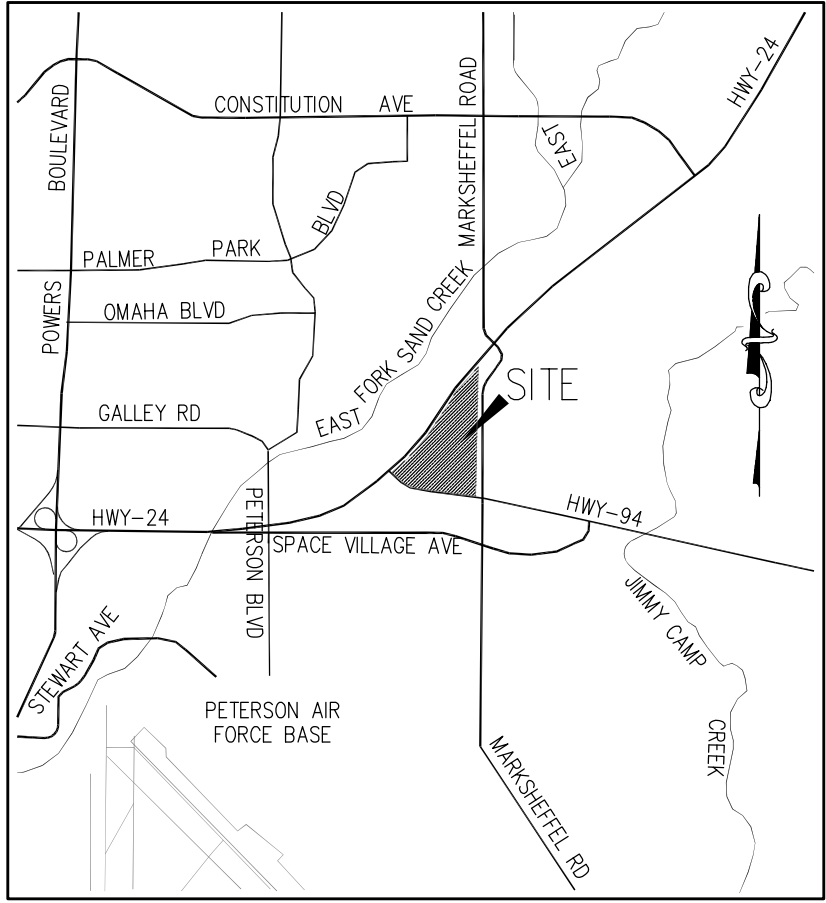 HWY-24
BOULEVARD
CONSTITUTION AVE
MARKSHEFFEL ROAD
EAST
BLVD
PALMER PARK
POWERS
OMAHA BLVD
EAST FORK SAND CREEK
SITE
GALLEY RD
HWY-24
PETERSON BLVD
SPACE VILLAGE AVE
HWY-94
JIMMY CAMP
CREEK
STEWART AVE
PETERSON AIR
FORCE BASE
MARKSHEFFEL RD